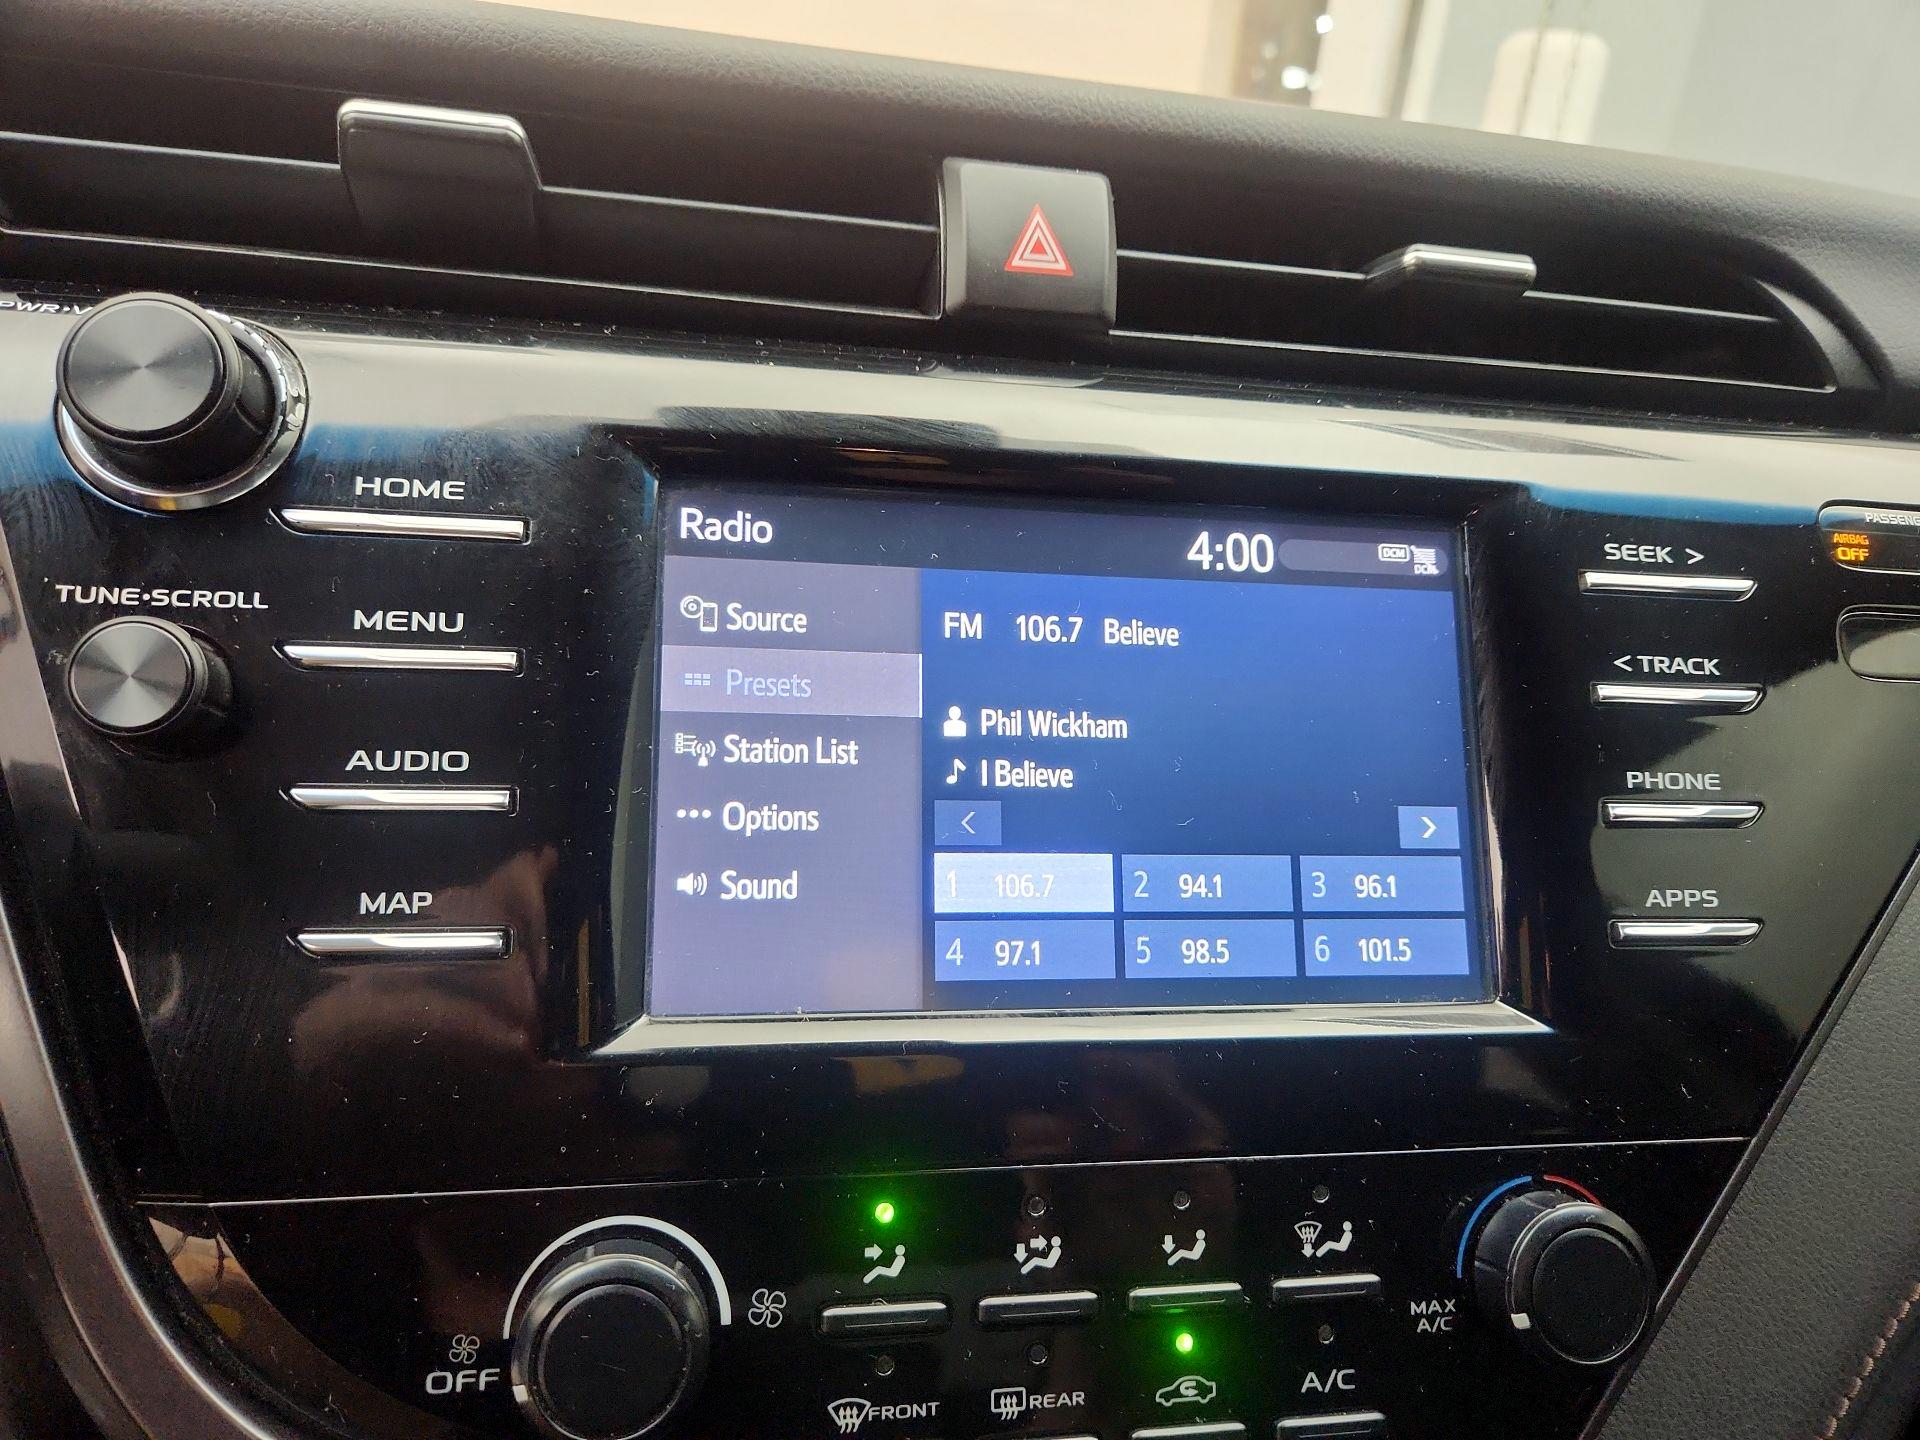 HOME
TUNE•SCROLL
MENU
AUDIO
MAP
Radio
4:00
DCM
DCM
Source
Presets
Station List
Options
Sound
FM 106.7 Believe
Phil Wickham
I Believe
< >
1 106.7 2 94.1 3 96.1
4 97.1 5 98.5 6 101.5
SEEK >
< TRACK
PHONE
APPS
AIRBAG
OFF
OFF
FRONT
REAR
A/C
MAX
A/C